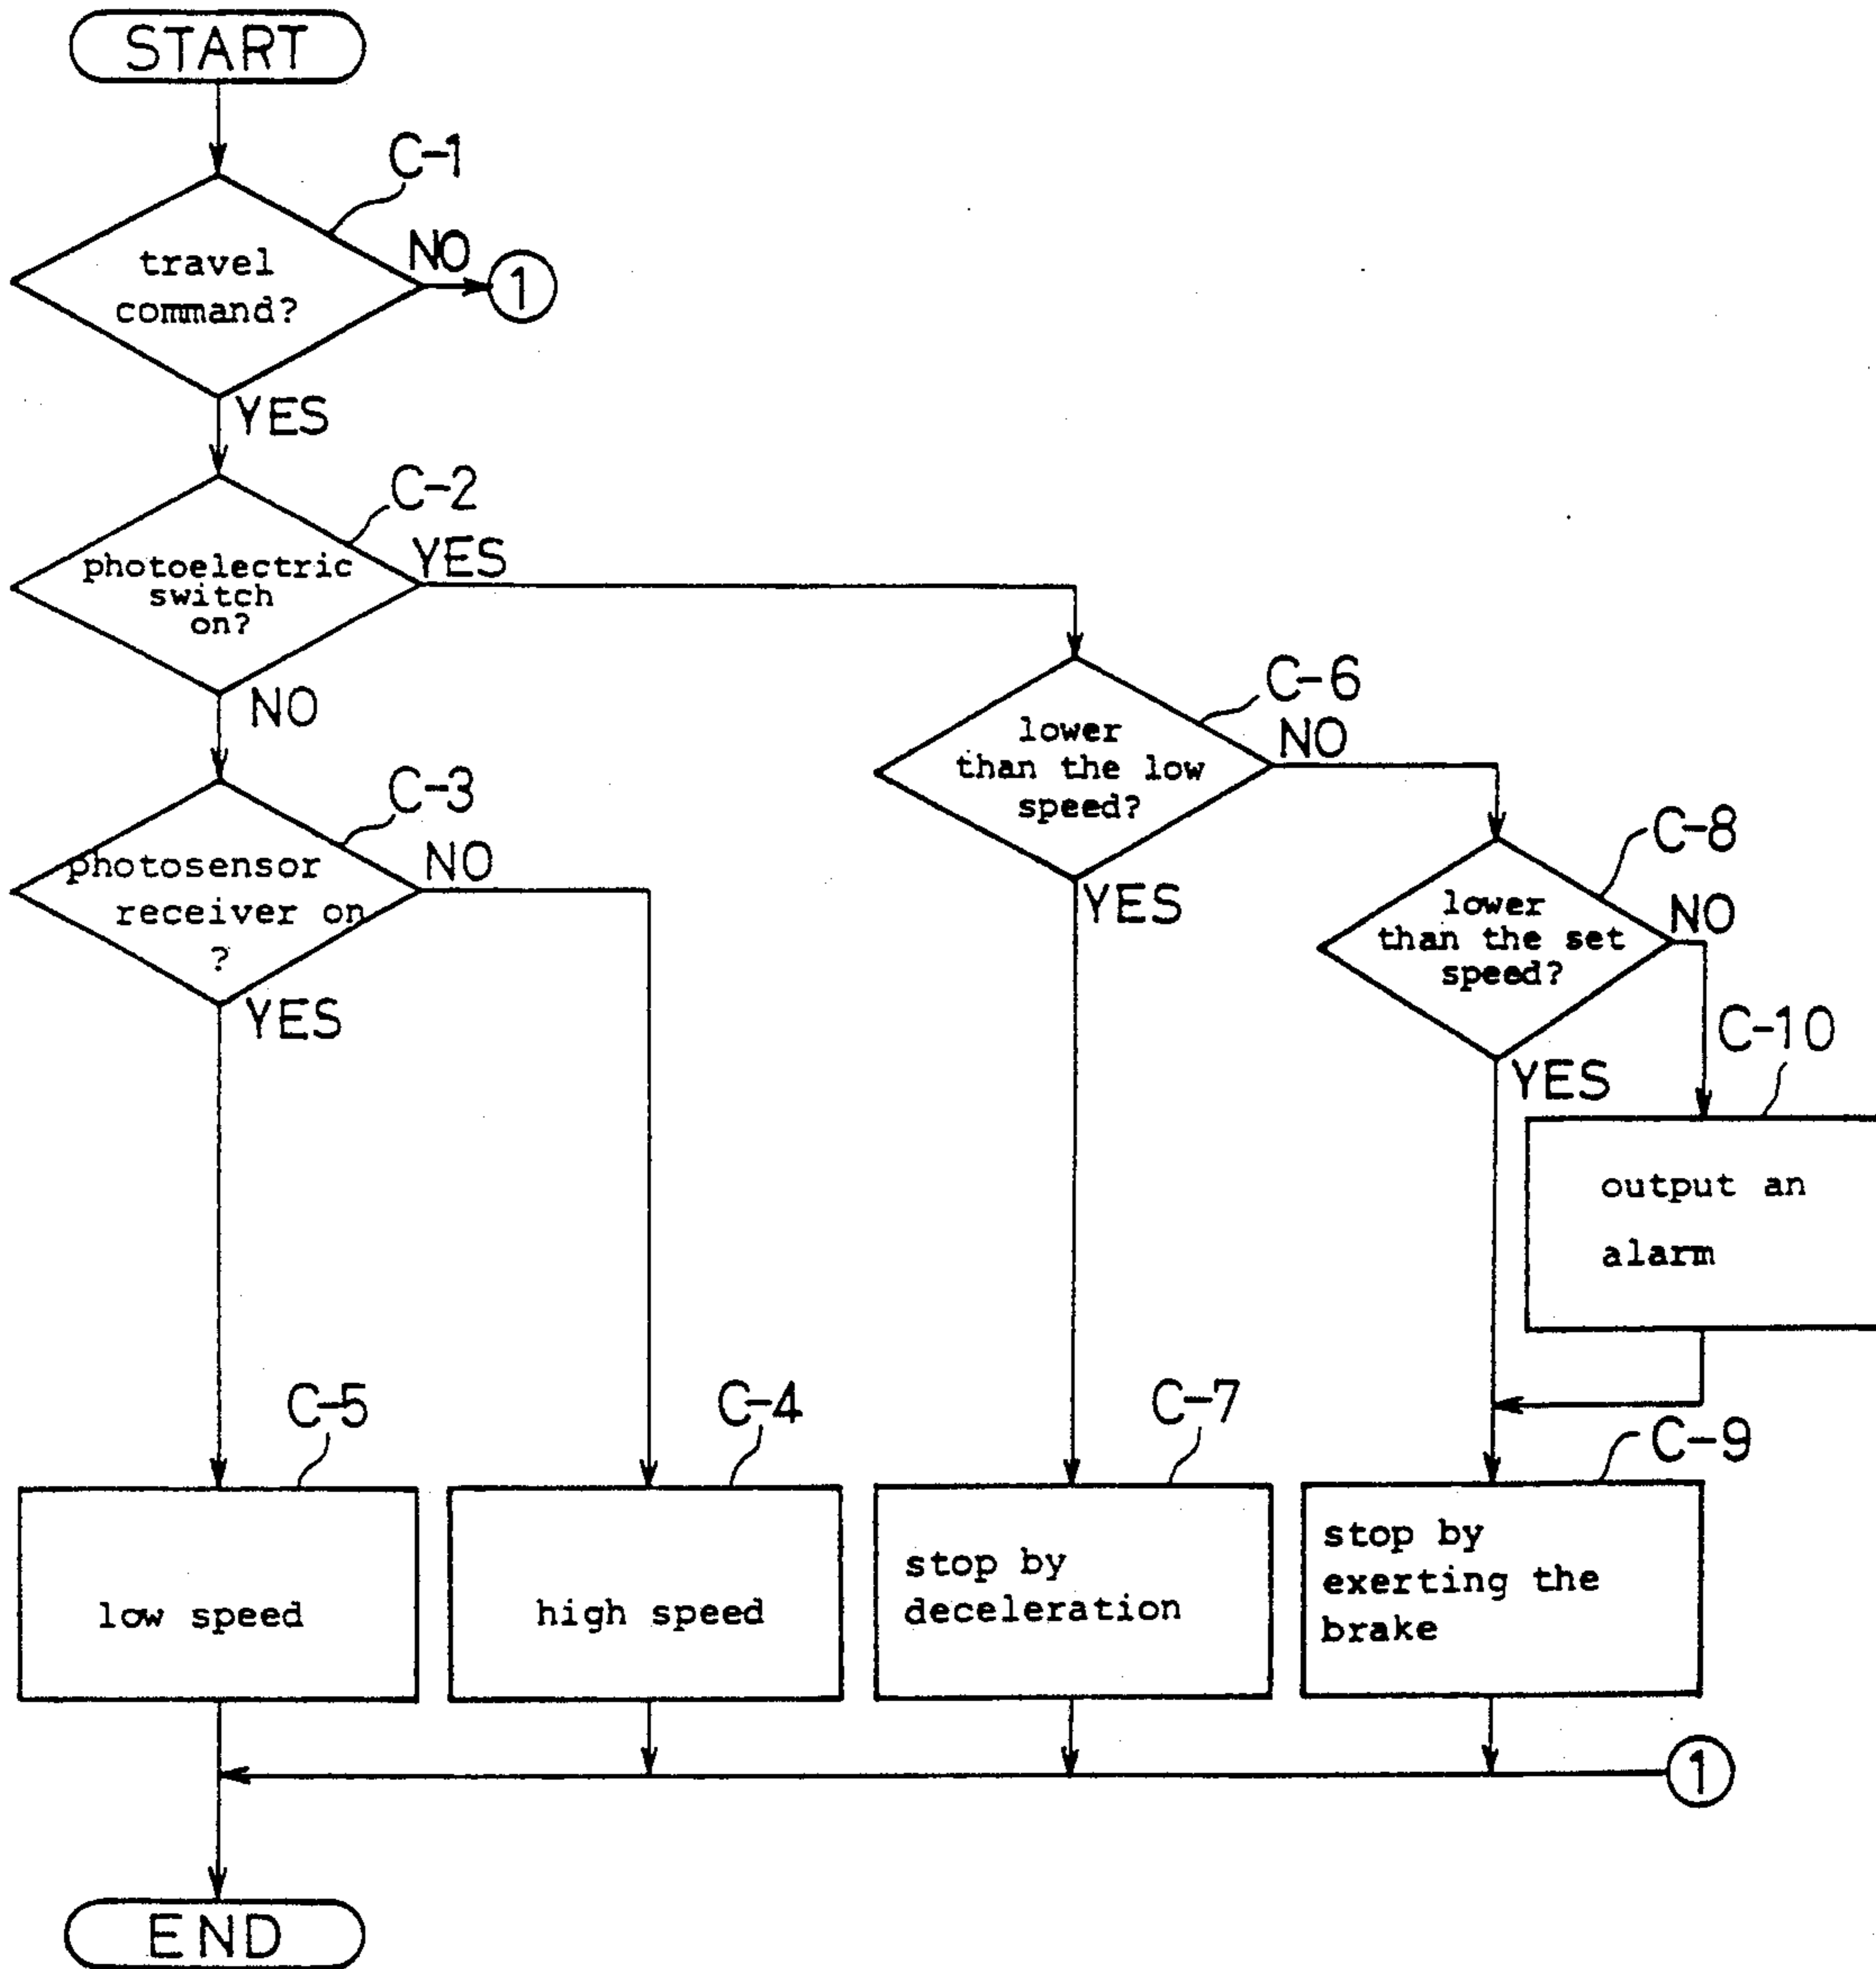 START
C-1
travel
command?
NO
1
YES
C-2
photoelectric
switch
on?
YES
NO
C-3
photosensor
receiver on
?
NO
YES
C-6
lower
than the low
speed?
NO
YES
C-8
lower
than the set
speed?
NO
YES
C-10
output an
alarm
C-5
low speed
C-4
high speed
C-7
stop by
deceleration
C-9
stop by
exerting the
brake
1
END